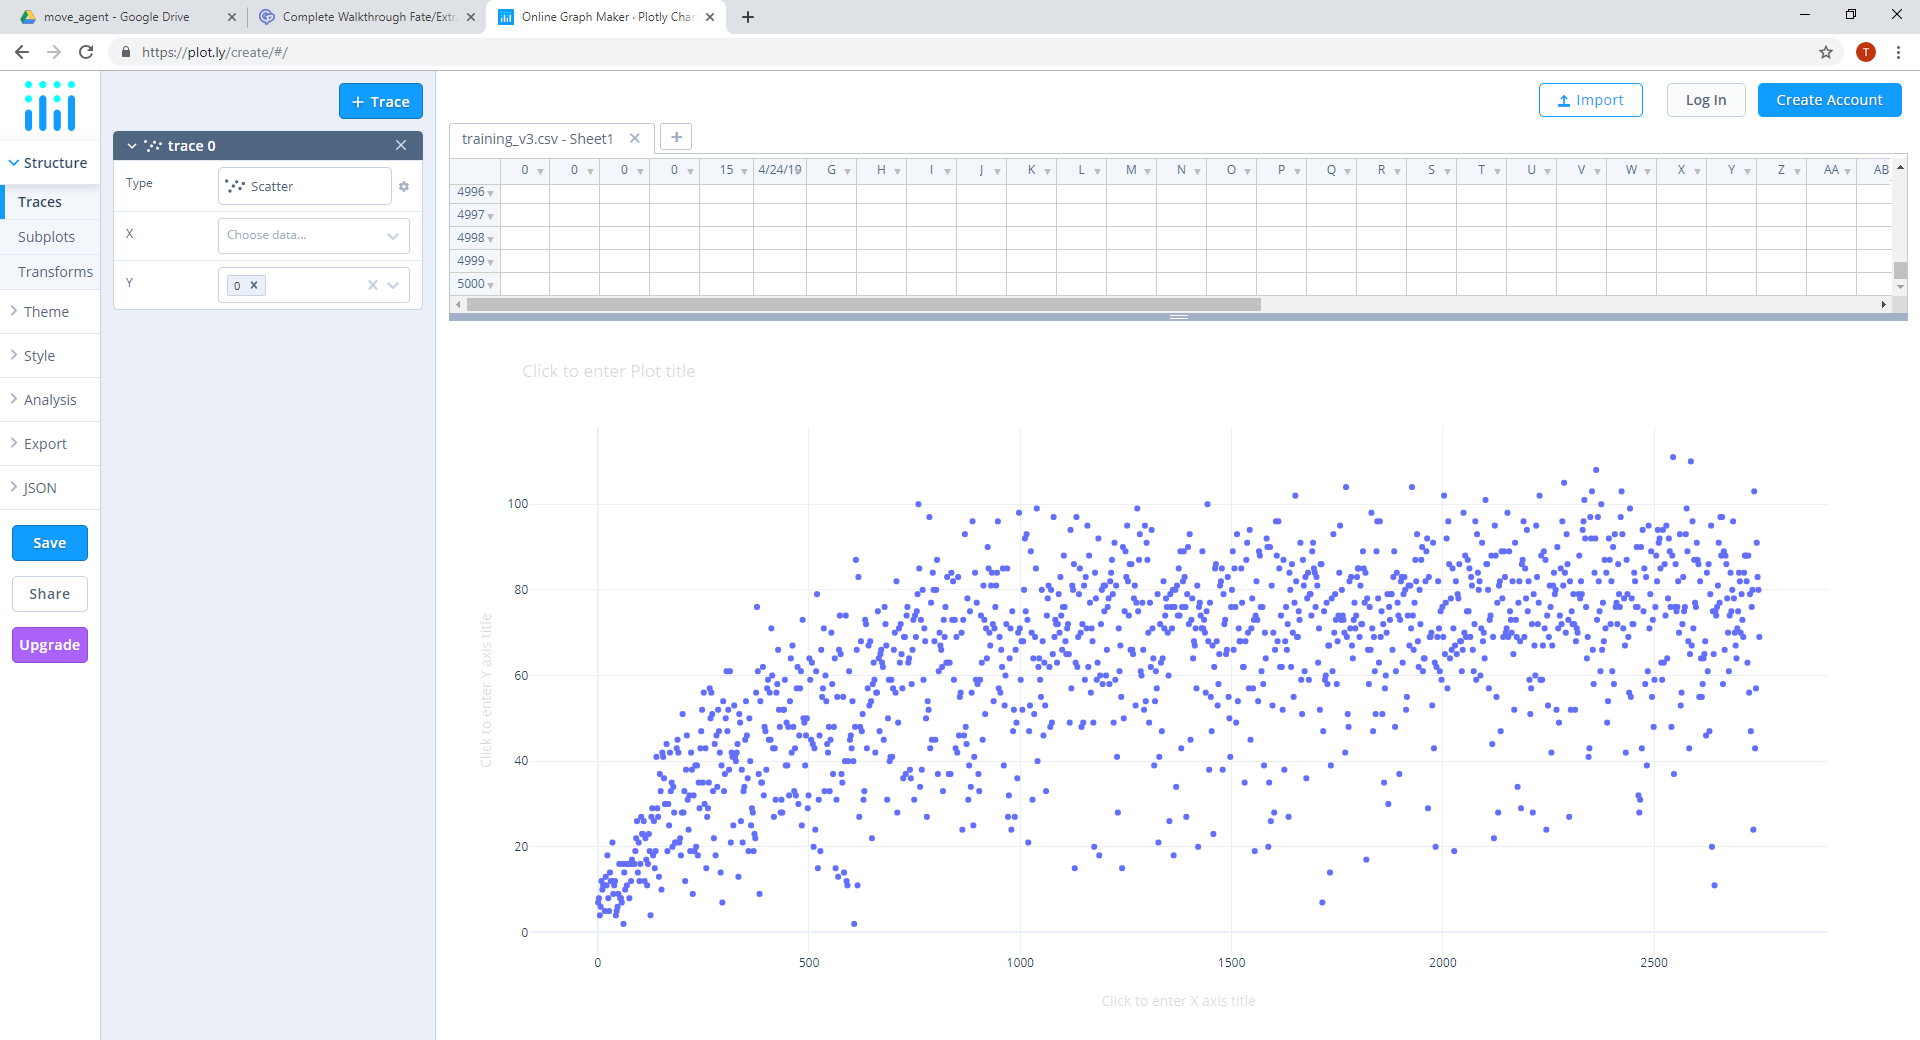 move_agent - Google Drive
Complete Walkthrough Fate/Extr
Online Graph Maker · Plotly Char
https://plot.ly/create/#/
T
+ Trace
Import
Log In
Create Account
trace 0
training_v3.csv - Sheet1
Structure
Type
Scatter
0 0 0 0 15 4/24/19 G H I J K L M N O P Q R S T U V W X Y Z AA AB
4996
4997
4998
4999
5000
Traces
X
Choose data...
Subplots
Transforms
Y
0
Theme
Style
Analysis
Export
JSON
Save
Share
Upgrade
Click to enter Plot title
Click to enter Y axis title
100
80
60
40
20
0
0 500 1000 1500 2000 2500
Click to enter X axis title